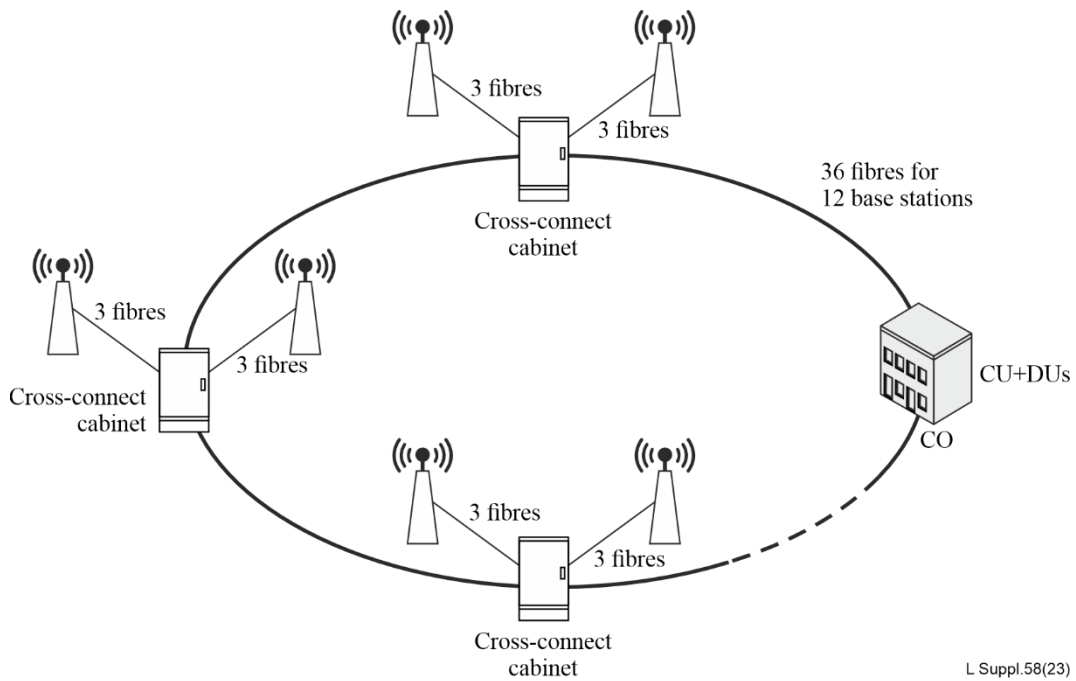 3 fibres
3 fibres
36 fibres for
12 base stations
Cross-connect
cabinet
3 fibres
3 fibres
Cross-connect
cabinet
CU+DUs
CO
3 fibres
3 fibres
Cross-connect
cabinet
L Suppl.58(23)